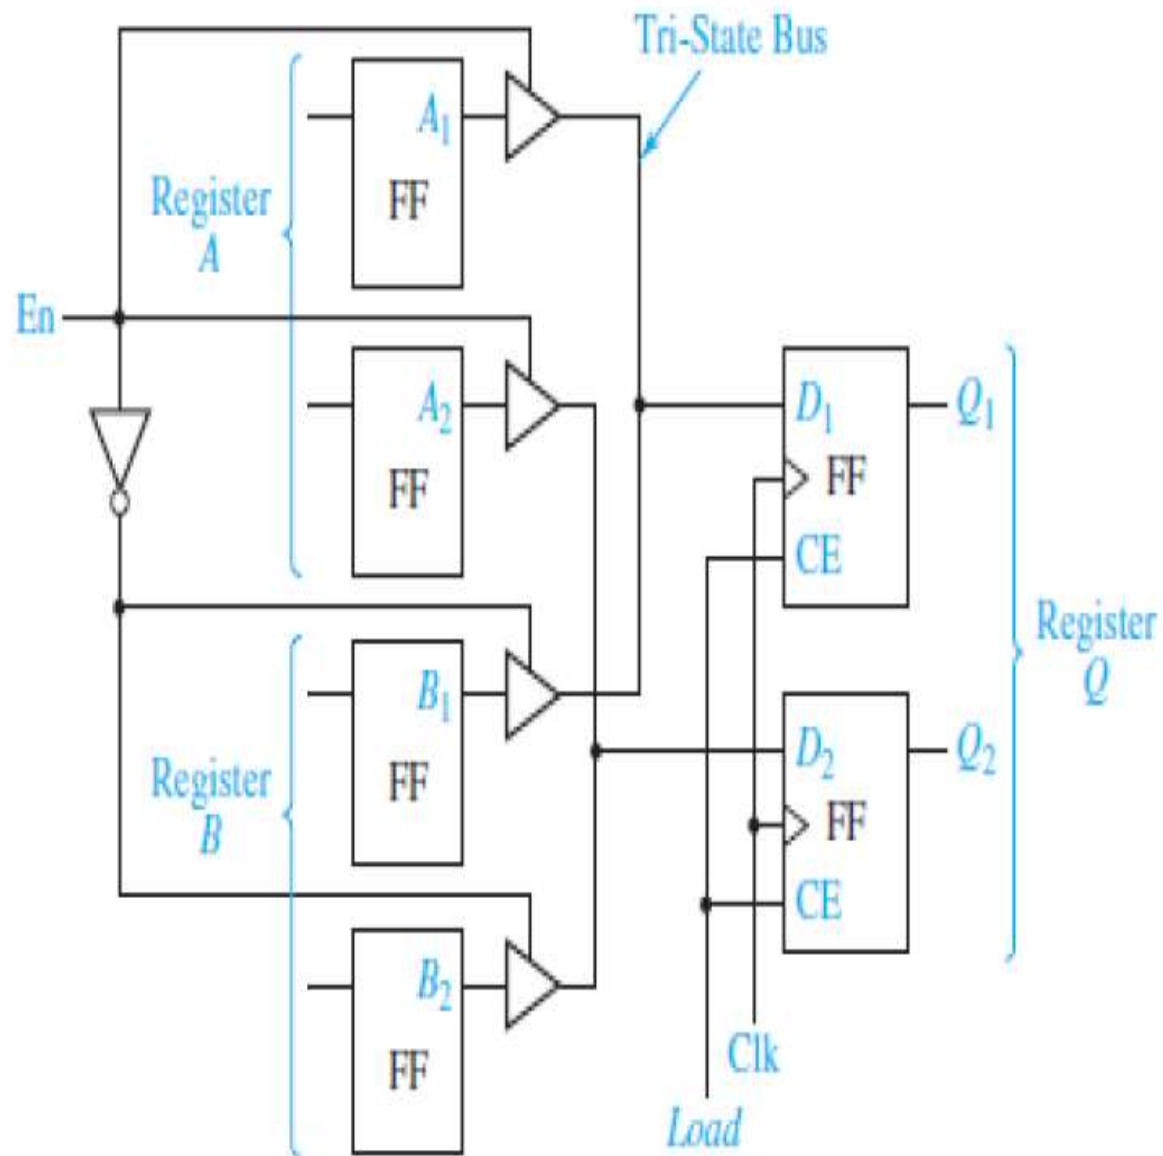 Tri-State Bus
A1
FF
Register
A
En
A2
FF
D1
Q1
FF
CE
B1
FF
Register
Q
Register
B
D2
Q2
FF
CE
B2
FF
Clk
Load